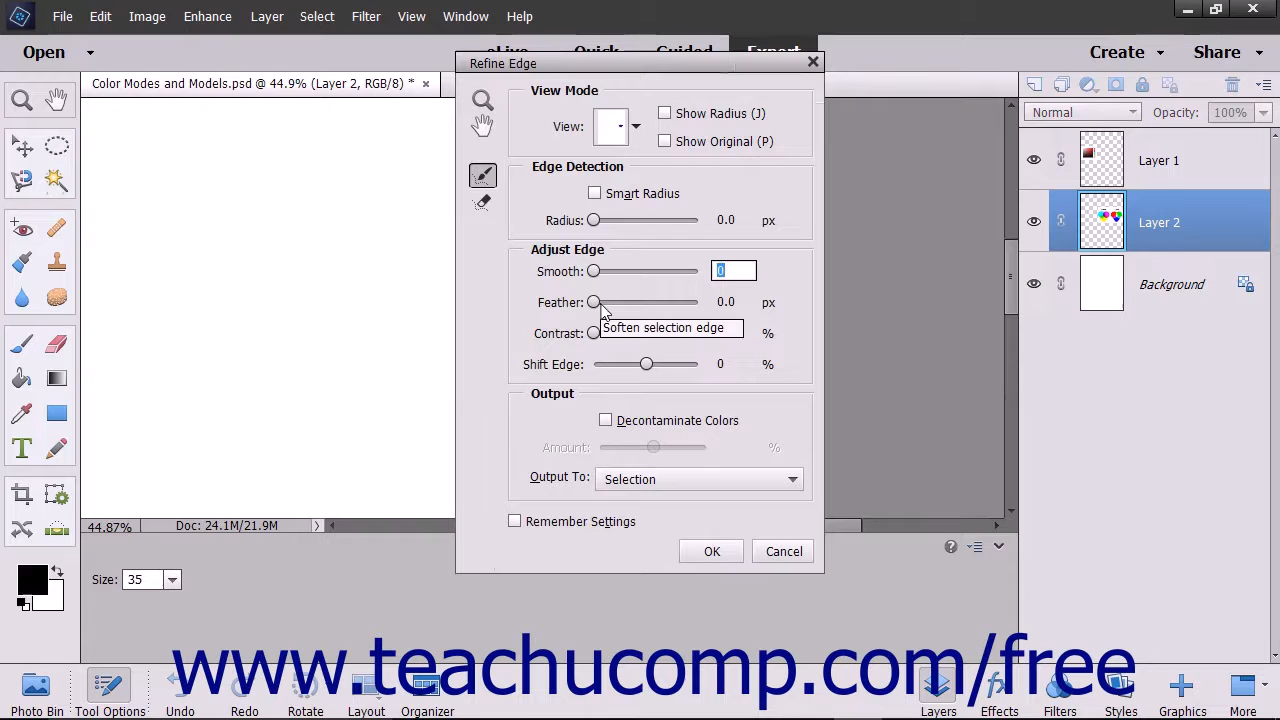 File Edit Image Enhance Layer Select Filter View Window Help
Open eLive Quick Guided Expert Create Share
Color Modes and Models.psd @ 44.9% (Layer 2, RGB/8) * ×
Refine Edge
View Mode
View:
Show Radius (J)
Show Original (P)
Edge Detection
Smart Radius
Radius: 0.0 px
Adjust Edge
Smooth: 0
Feather: 0.0 px
Soften selection edge
Contrast: %
Shift Edge: 0 %
Output
Decontaminate Colors
Amount: %
Output To: Selection
Remember Settings
OK Cancel
Normal Opacity: 100%
Layer 1
Layer 2
Background
44.87% Doc: 24.1M/21.9M
Size: 35
www.teachucomp.com/free
Photo Bin Tool Options Undo Redo Rotate Layout Organizer Layers Effects Filters Styles Graphics More